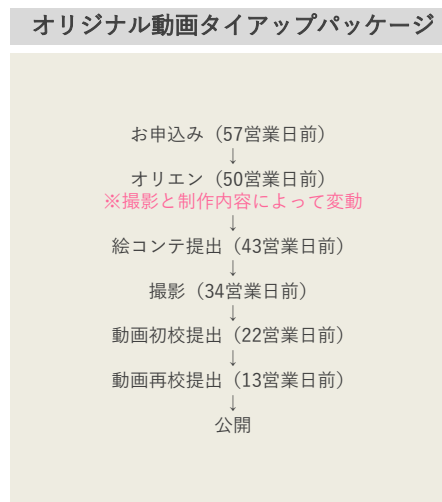 オリジナル動画タイアップパッケージ
お申込み（57営業日前）
↓
オリエン（50営業日前）
※撮影と制作内容によって変動
↓
絵コンテ提出（43営業日前）
↓
撮影（34営業日前）
↓
動画初校提出（22営業日前）
↓
動画再校提出（13営業日前）
↓
公開